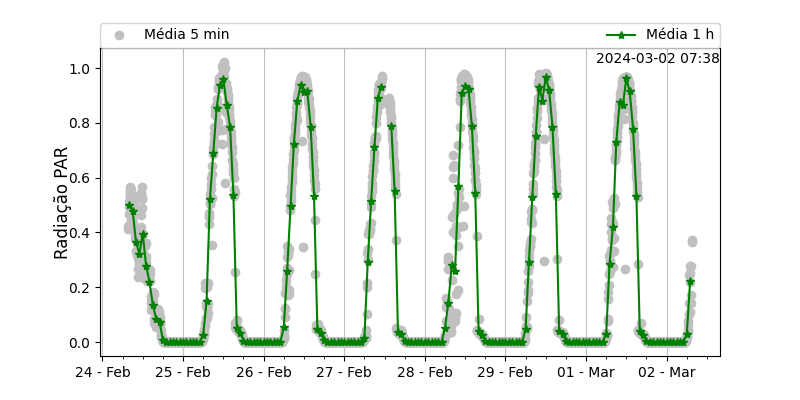 Média 5 min
Média 1 h
2024-03-02 07:38
Radiação PAR
1.0
0.8
0.6
0.4
0.2
0.0
24 - Feb
25 - Feb
26 - Feb
27 - Feb
28 - Feb
29 - Feb
01 - Mar
02 - Mar